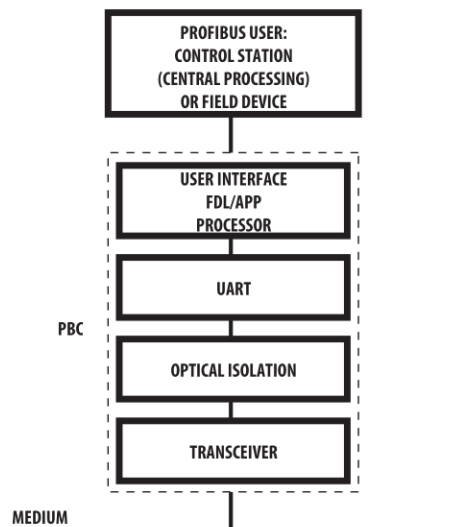 PROFIBUS USER:
CONTROL STATION
(CENTRAL PROCESSING)
OR FIELD DEVICE
USER INTERFACE
FDL/APP
PROCESSOR
UART
PBC
OPTICAL ISOLATION
TRANSCEIVER
MEDIUM